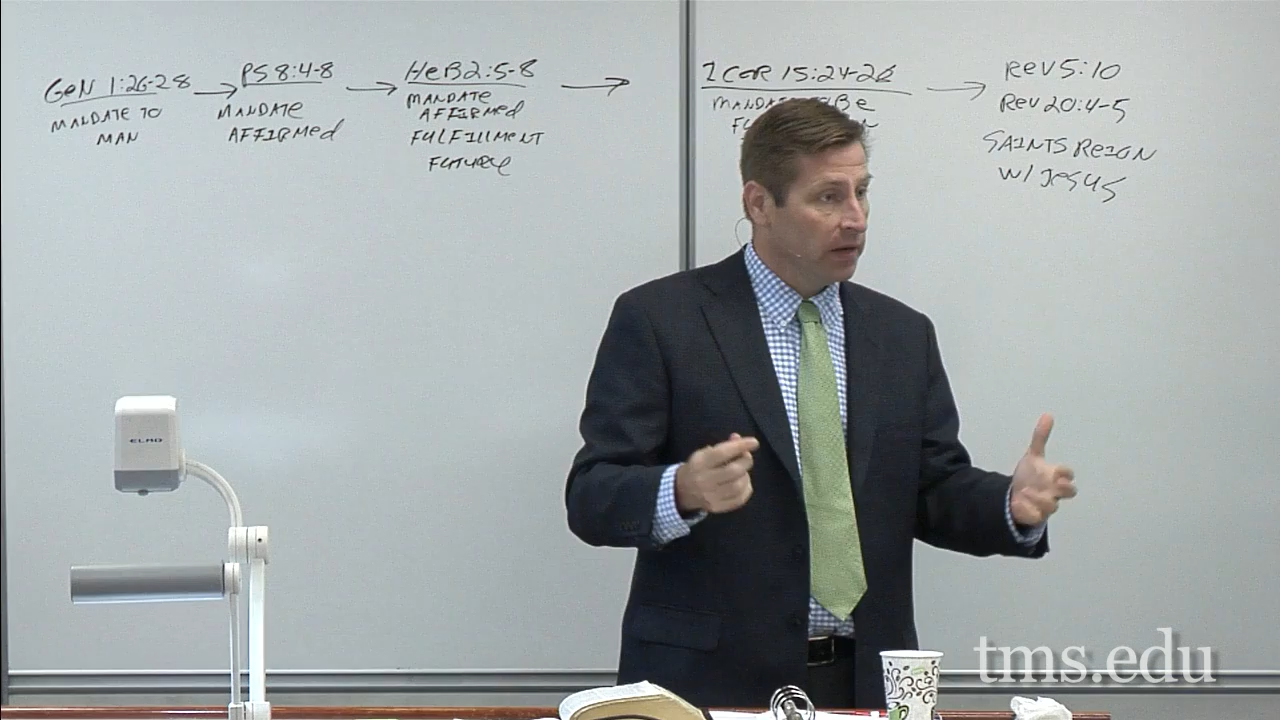 GEN 1:26-28
MANDATE TO
MAN
PS 8:4-8
MANDATE
AFFIRMED
HEB 2:5-8
MANDATE
AFFIRMED
FULFILLMENT
FUTURE
1 COR 15:24-26
BE
REV 5:10
REV 20:4-5
SAINTS REIGN
W/ JESUS
ELMO
tms.edu